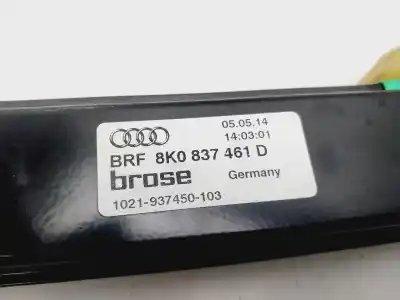 05.05.14
14:03:01
BRF 8K0 837 461 D
brose Germany
1021-937450-103